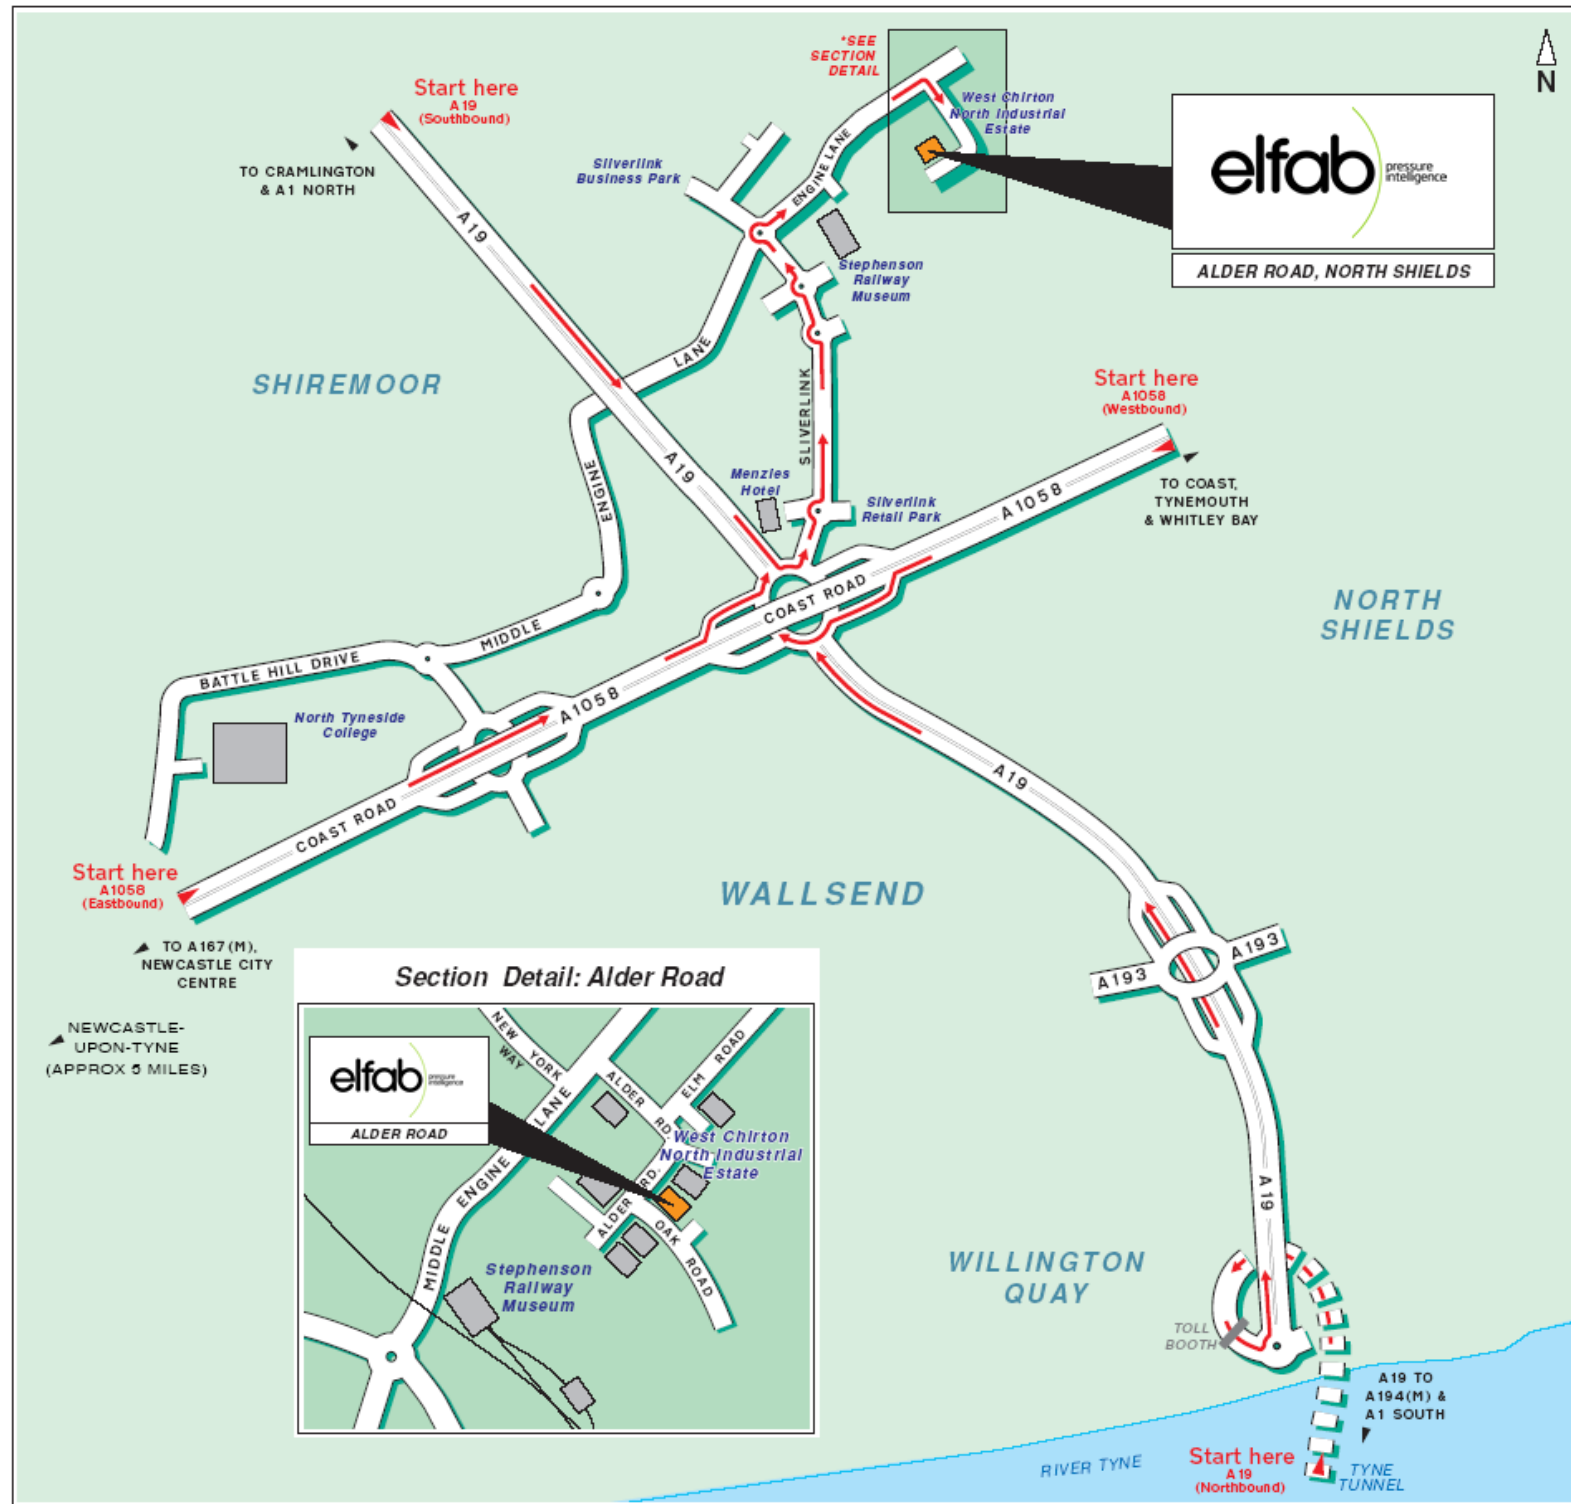 *SEE
SECTION
DETAIL
Start here
A19
(Southbound)
N
West Chirton
North Industrial
Estate
elfab
pressure
intelligence
ALDER ROAD, NORTH SHIELDS
TO CRAMLINGTON
& A1 NORTH
Silverlink
Business Park
ENGINE LANE
A19
Stephenson
Railway
Museum
LANE
SHIREMOOR
SLIVERLINK
Start here
A1058
(Westbound)
A19
ENGINE
Menzies
Hotel
Silverlink
Retail Park
A1058
TO COAST,
TYNEMOUTH
& WHITLEY BAY
COAST ROAD
NORTH
SHIELDS
MIDDLE
BATTLE HILL DRIVE
North Tyneside
College
A1058
A19
COAST ROAD
Start here
A1058
(Eastbound)
WALLSEND
TO A167(M),
NEWCASTLE CITY
CENTRE
A193
A193
NEWCASTLE-
UPON-TYNE
(APPROX 5 MILES)
Section Detail: Alder Road
NEW YORK
WAY
elfab
pressure
intelligence
ALDER ROAD
LANE
ALDER
RD.
ELM ROAD
West Chirton
North Industrial
Estate
ENGINE
ALDER RD.
OAK
ROAD
MIDDLE
Stephenson
Railway
Museum
A19
WILLINGTON
QUAY
TOLL
BOOTH
A19 TO
A194(M) &
A1 SOUTH
RIVER TYNE
Start here
A19
(Northbound)
TYNE
TUNNEL